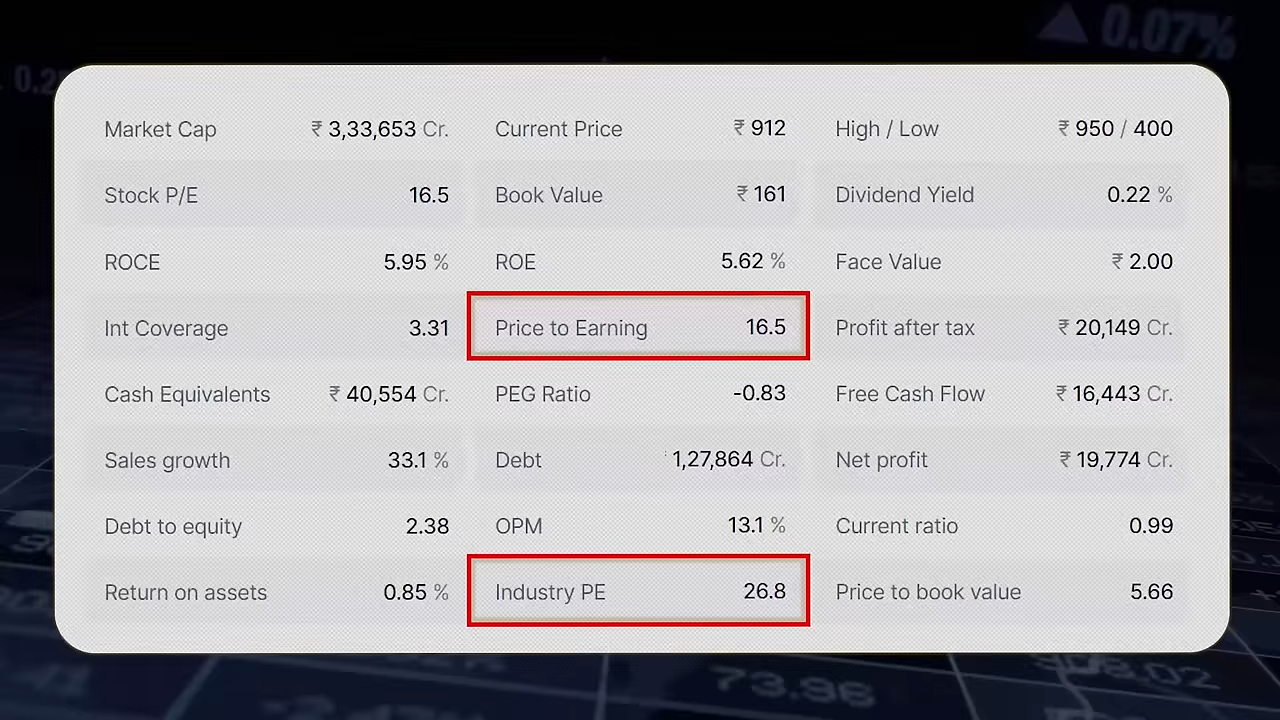 0.07%
Market Cap ₹ 3,33,653 Cr. Current Price ₹ 912 High / Low ₹ 950 / 400
Stock P/E 16.5 Book Value ₹ 161 Dividend Yield 0.22 %
ROCE 5.95 % ROE 5.62 % Face Value ₹ 2.00
Int Coverage 3.31 Price to Earning 16.5 Profit after tax ₹ 20,149 Cr.
Cash Equivalents ₹ 40,554 Cr. PEG Ratio -0.83 Free Cash Flow ₹ 16,443 Cr.
Sales growth 33.1 % Debt 1,27,864 Cr. Net profit ₹ 19,774 Cr.
Debt to equity 2.38 OPM 13.1 % Current ratio 0.99
Return on assets 0.85 % Industry PE 26.8 Price to book value 5.66
73.96
908.02